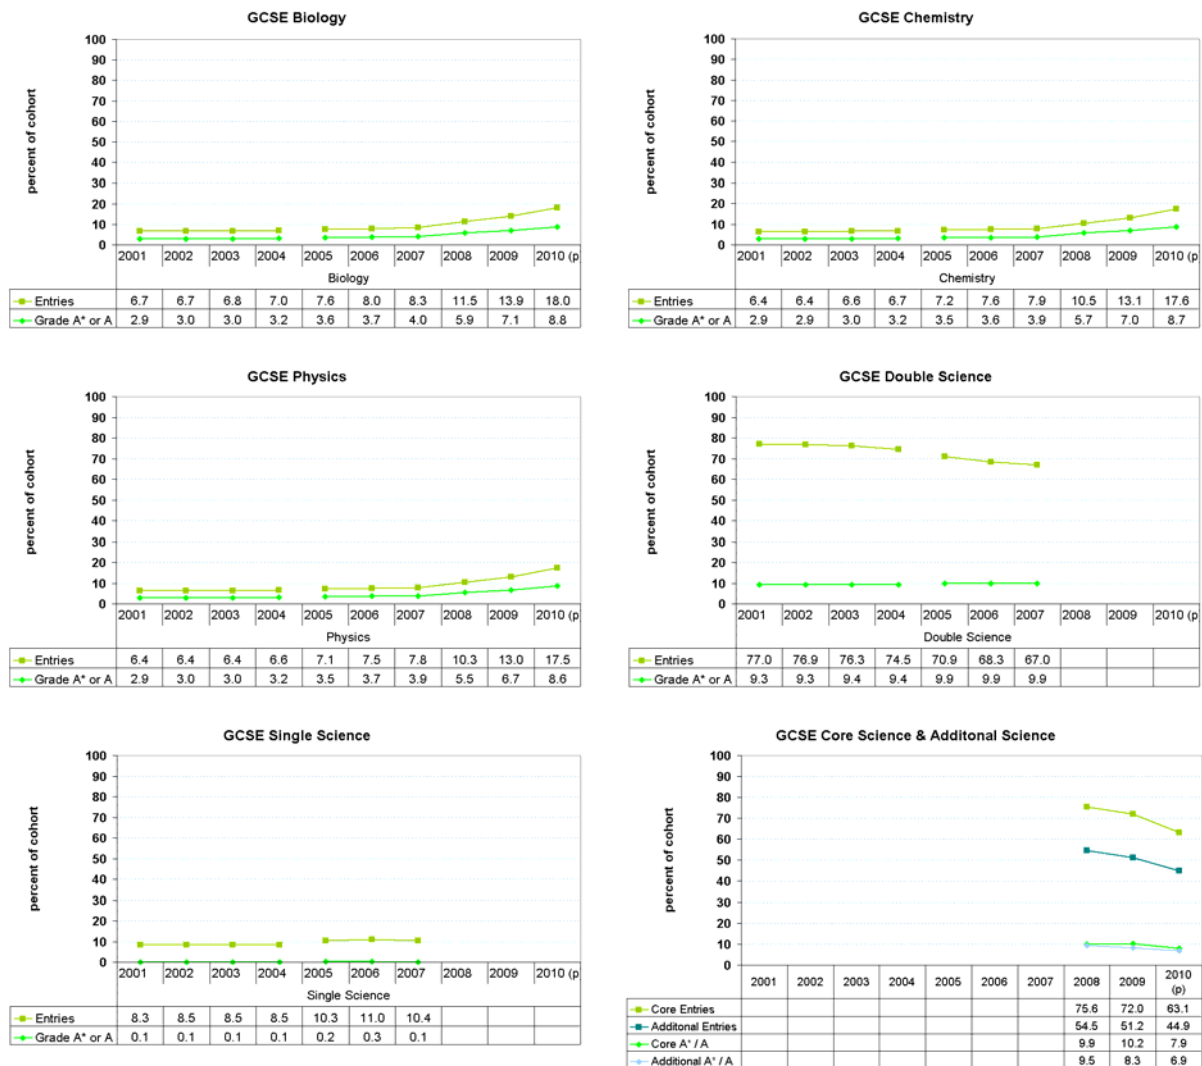 GCSE Biology
percent of cohort
100
90
80
70
60
50
40
30
20
10
0
2001 2002 2003 2004 2005 2006 2007 2008 2009 2010 (p
Biology
Entries 6.7 6.7 6.8 7.0 7.6 8.0 8.3 11.5 13.9 18.0
Grade A* or A 2.9 3.0 3.0 3.2 3.6 3.7 4.0 5.9 7.1 8.8
GCSE Chemistry
percent of cohort
100
90
80
70
60
50
40
30
20
10
0
2001 2002 2003 2004 2005 2006 2007 2008 2009 2010 (p
Chemistry
Entries 6.4 6.4 6.6 6.7 7.2 7.6 7.9 10.5 13.1 17.6
Grade A* or A 2.9 2.9 3.0 3.2 3.5 3.6 3.9 5.7 7.0 8.7
GCSE Physics
percent of cohort
100
90
80
70
60
50
40
30
20
10
0
2001 2002 2003 2004 2005 2006 2007 2008 2009 2010 (p
Physics
Entries 6.4 6.4 6.4 6.6 7.1 7.5 7.8 10.3 13.0 17.5
Grade A* or A 2.9 3.0 3.0 3.2 3.5 3.7 3.9 5.5 6.7 8.6
GCSE Double Science
percent of cohort
100
90
80
70
60
50
40
30
20
10
0
2001 2002 2003 2004 2005 2006 2007 2008 2009 2010 (p
Double Science
Entries 77.0 76.9 76.3 74.5 70.9 68.3 67.0
Grade A* or A 9.3 9.3 9.4 9.4 9.9 9.9 9.9
GCSE Single Science
percent of cohort
100
90
80
70
60
50
40
30
20
10
0
2001 2002 2003 2004 2005 2006 2007 2008 2009 2010 (p
Single Science
Entries 8.3 8.5 8.5 8.5 10.3 11.0 10.4
Grade A* or A 0.1 0.1 0.1 0.1 0.2 0.3 0.1
GCSE Core Science & Additonal Science
percent of cohort
100
90
80
70
60
50
40
30
20
10
0
2001 2002 2003 2004 2005 2006 2007 2008 2009 2010
(p)
Core Entries 75.6 72.0 63.1
Additonal Entries 54.5 51.2 44.9
Core A* / A 9.9 10.2 7.9
Additional A* / A 9.5 8.3 6.9